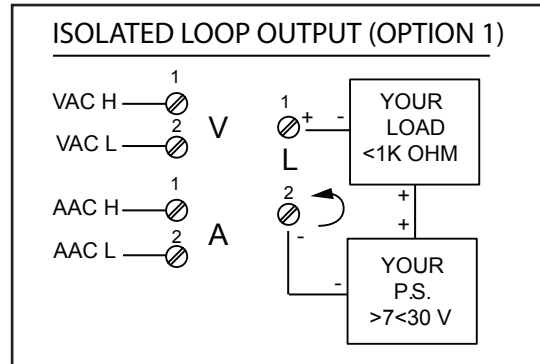 ISOLATED LOOP OUTPUT (OPTION 1)
1
VAC H
2
VAC L
V
1
AAC H
2
AAC L
A
1
+ -
L
2
-
YOUR
LOAD
<1K OHM
+
+
-
YOUR
P.S.
>7<30 V